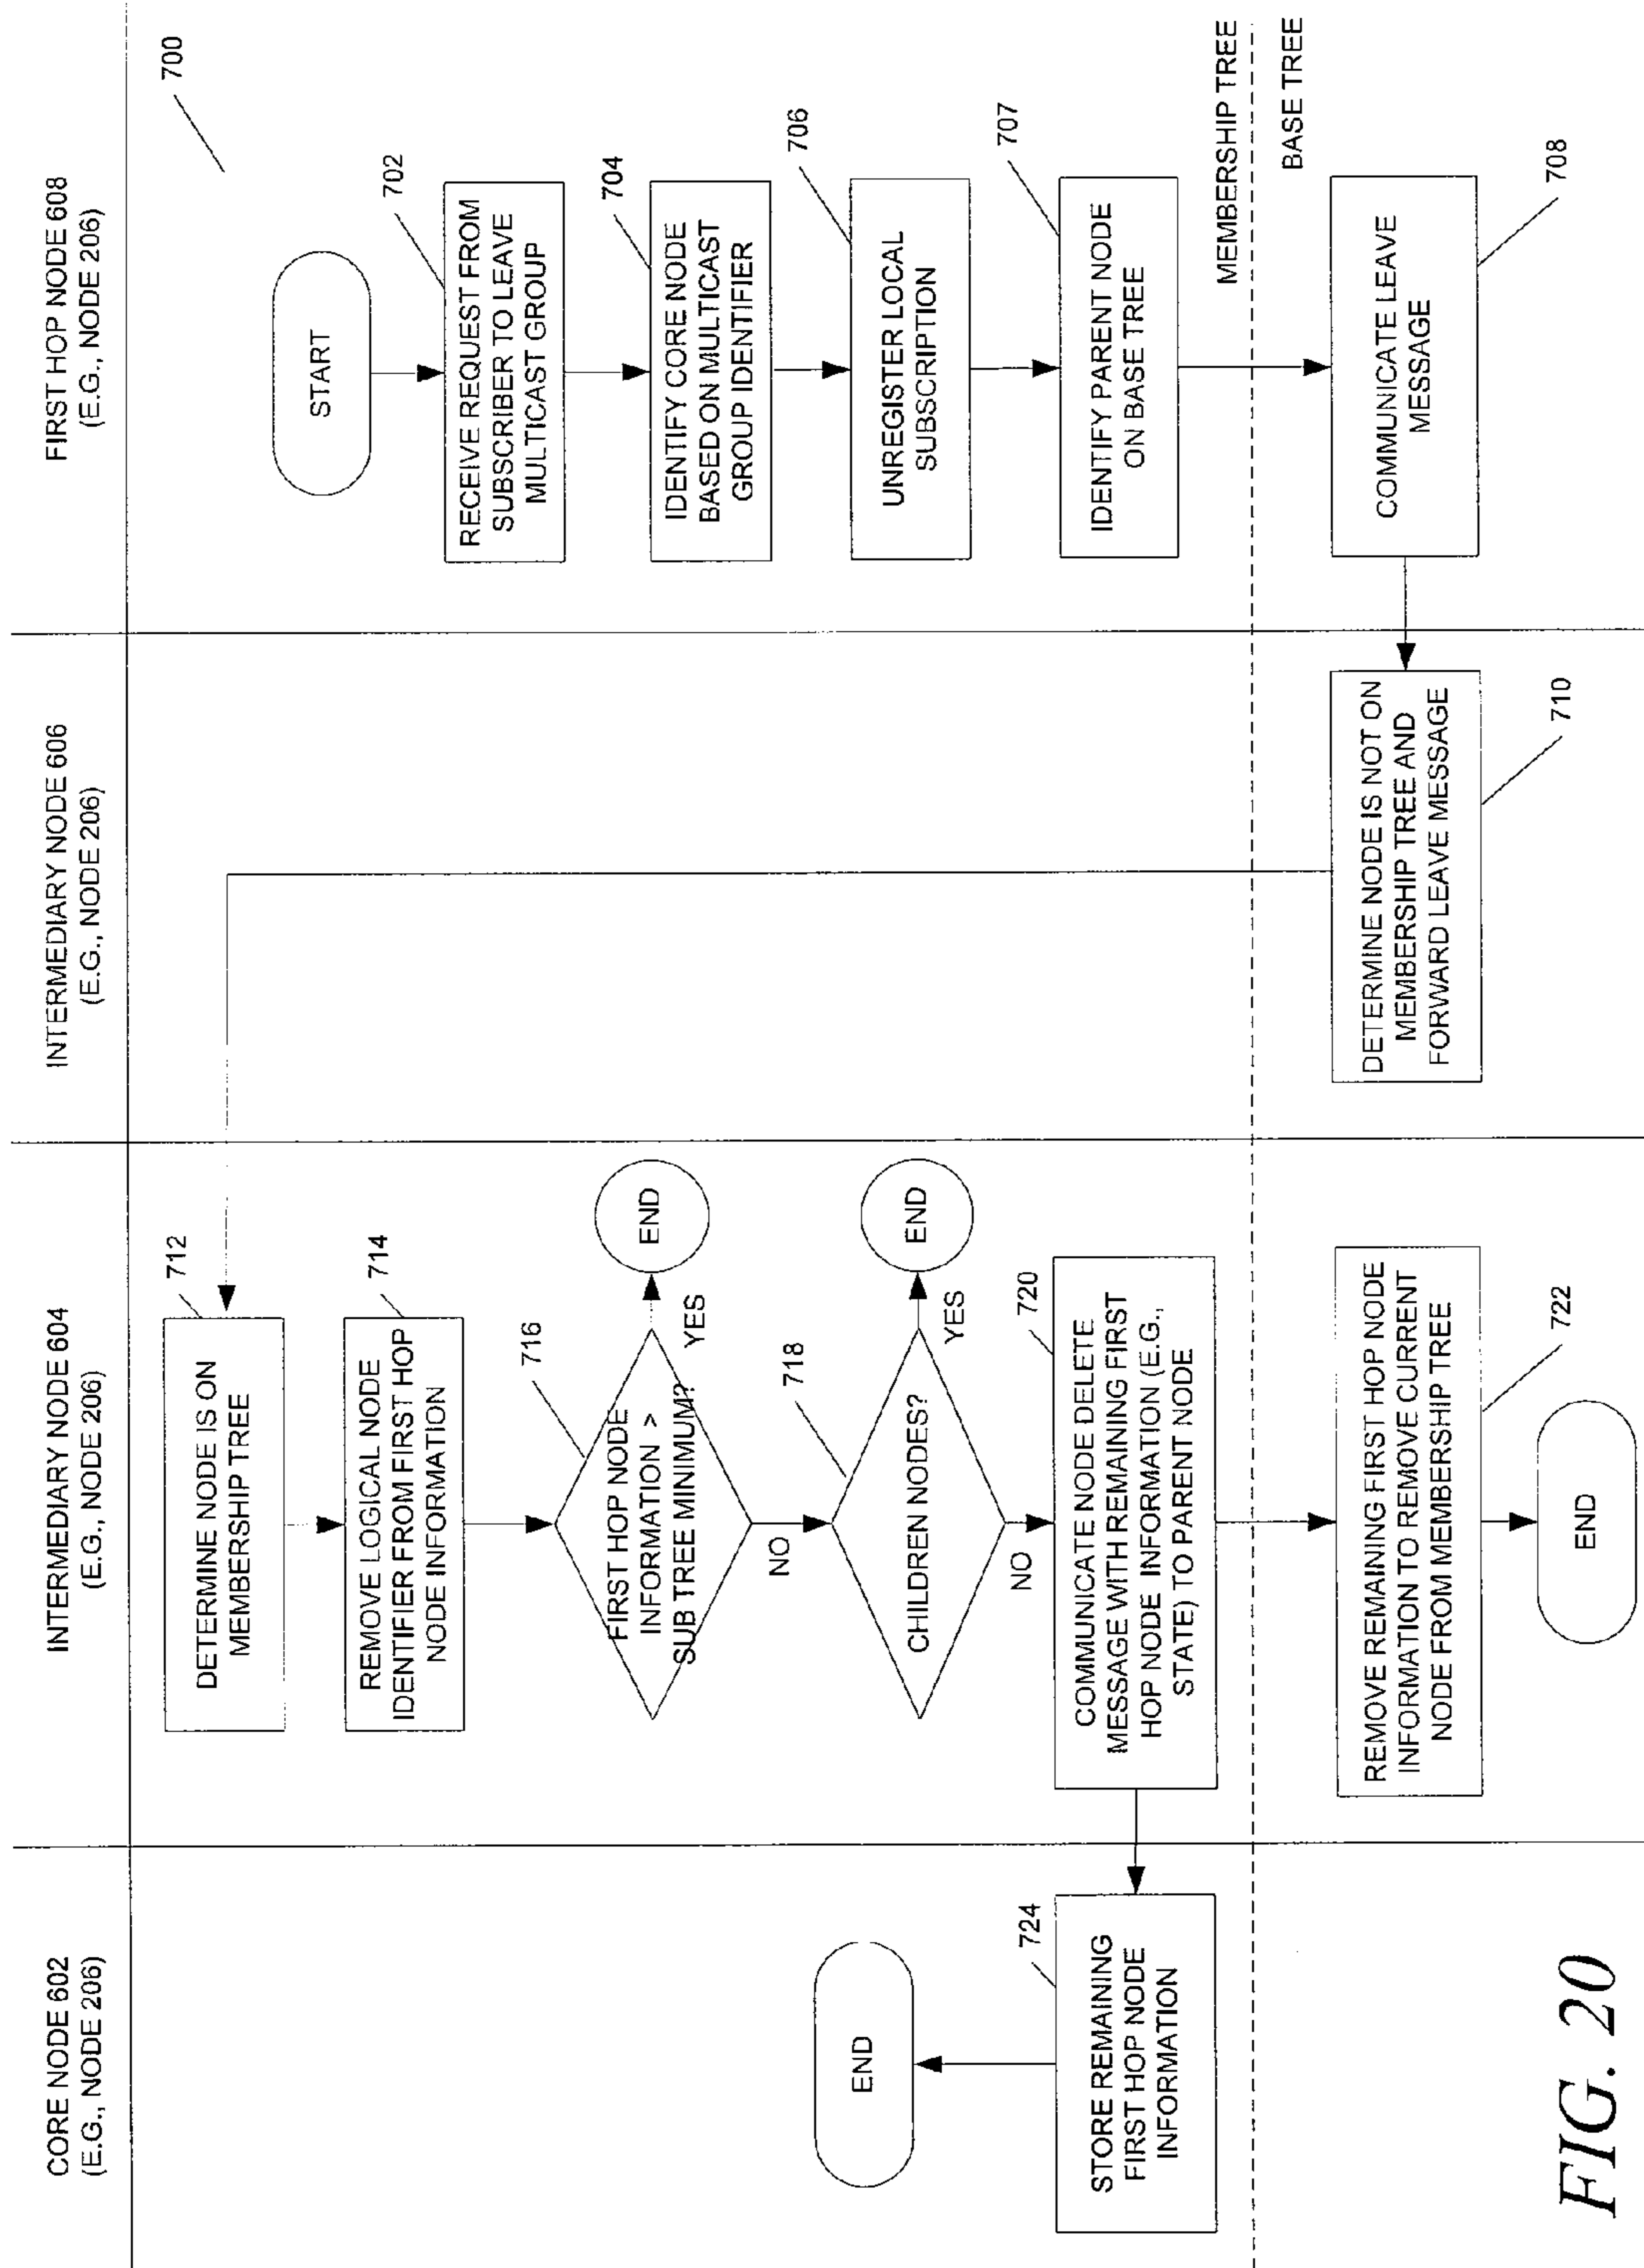 CORE NODE 602
(E.G., NODE 206)
INTERMEDIARY NODE 604
(E.G., NODE 206)
INTERMEDIARY NODE 606
(E.G., NODE 206)
FIRST HOP NODE 608
(E.G., NODE 206)
700
START
702
RECEIVE REQUEST FROM
SUBSCRIBER TO LEAVE
MULTICAST GROUP
704
IDENTIFY CORE NODE
BASED ON MULTICAST
GROUP IDENTIFIER
706
UNREGISTER LOCAL
SUBSCRIPTION
707
IDENTIFY PARENT NODE
ON BASE TREE
MEMBERSHIP TREE
BASE TREE
COMMUNICATE LEAVE
MESSAGE
708
DETERMINE NODE IS NOT ON
MEMBERSHIP TREE AND
FORWARD LEAVE MESSAGE
710
712
DETERMINE NODE IS ON
MEMBERSHIP TREE
714
REMOVE LOGICAL NODE
IDENTIFIER FROM FIRST HOP
NODE INFORMATION
716
FIRST HOP NODE
INFORMATION >
SUB TREE MINIMUM?
YES
END
NO
718
CHILDREN NODES?
YES
END
NO
720
COMMUNICATE NODE DELETE
MESSAGE WITH REMAINING FIRST
HOP NODE INFORMATION (E.G.,
STATE) TO PARENT NODE
REMOVE REMAINING FIRST HOP NODE
INFORMATION TO REMOVE CURRENT
NODE FROM MEMBERSHIP TREE
722
END
724
STORE REMAINING
FIRST HOP NODE
INFORMATION
END
FIG. 20